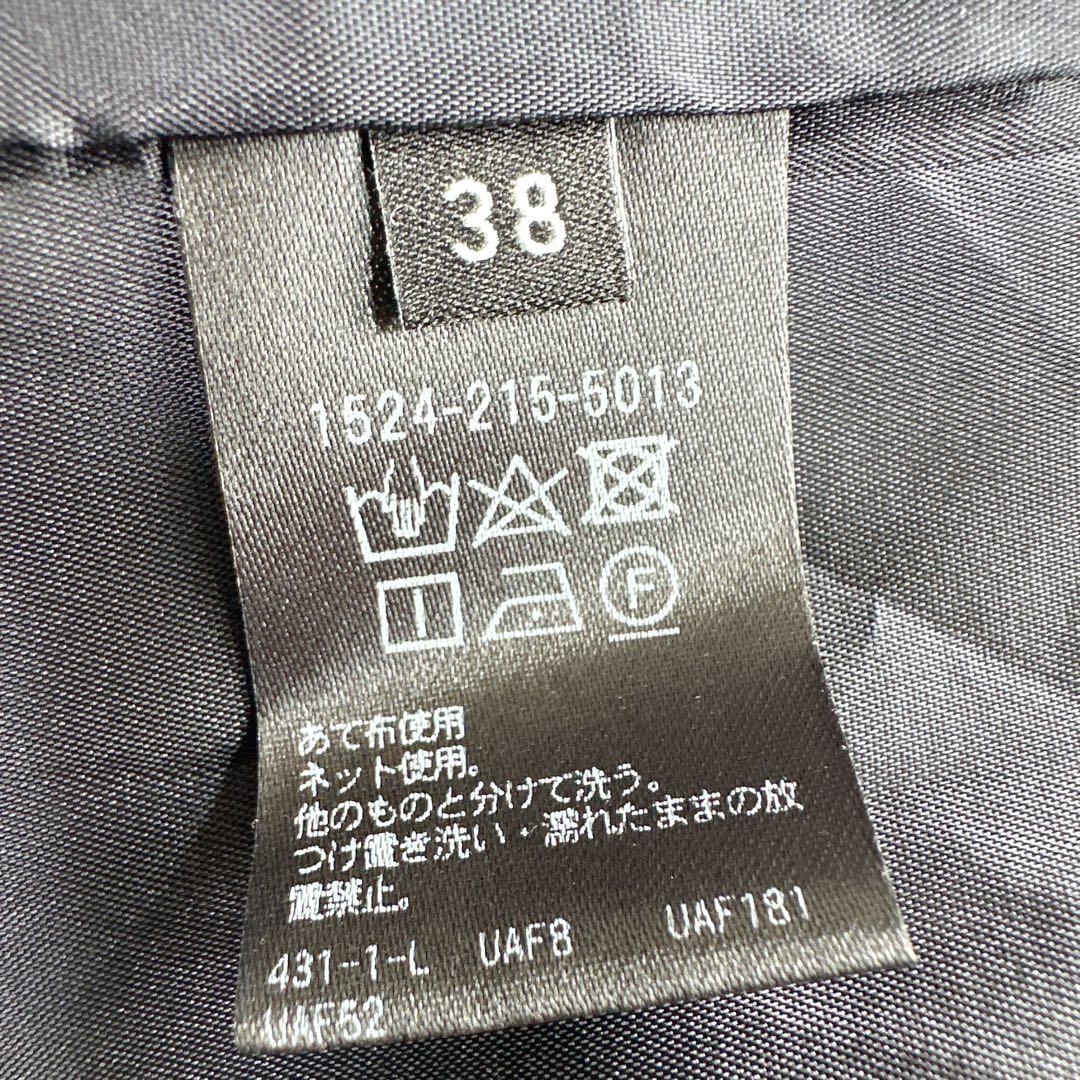 38
1524-215-5013
F
あて布使用
ネット使用。
他のものと分けて洗う。
つけ置き洗い・濡れたままの放
置禁止。
431-1-L UAF8 UAF181
UAF52